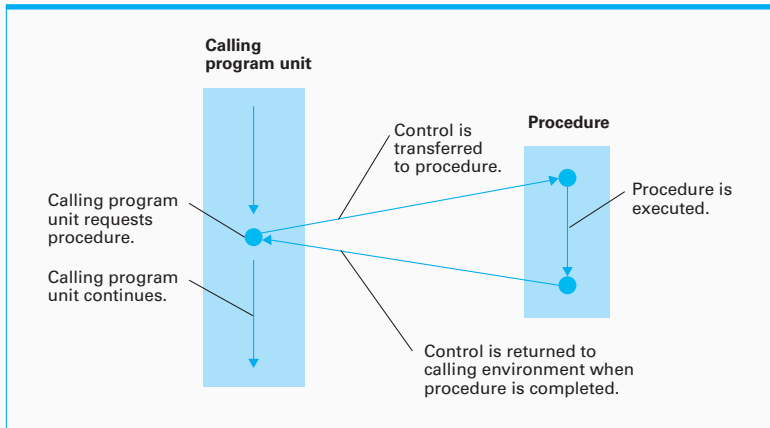 Calling
program unit
Control is
transferred
to procedure.
Procedure
Calling program
unit requests
procedure.
Procedure is
executed.
Calling program
unit continues.
Control is returned to
calling environment when
procedure is completed.